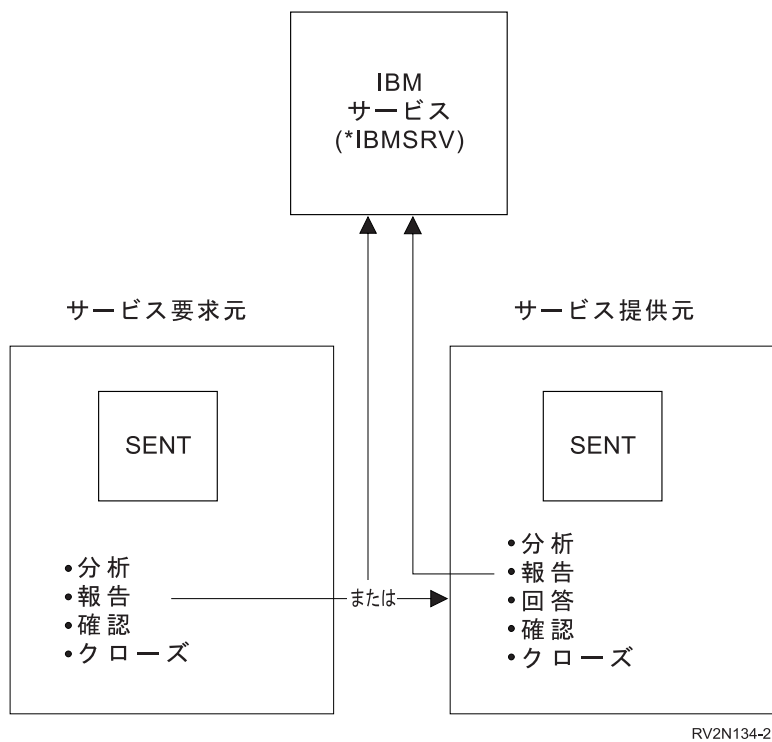 IBM
サービス
(*IBMSRV)
サービス要求元
サービス提供元
SENT
•分析
•報告
•確認
•クローズ
または
SENT
•分析
•報告
•回答
•確認
•クローズ
RV2N134-2